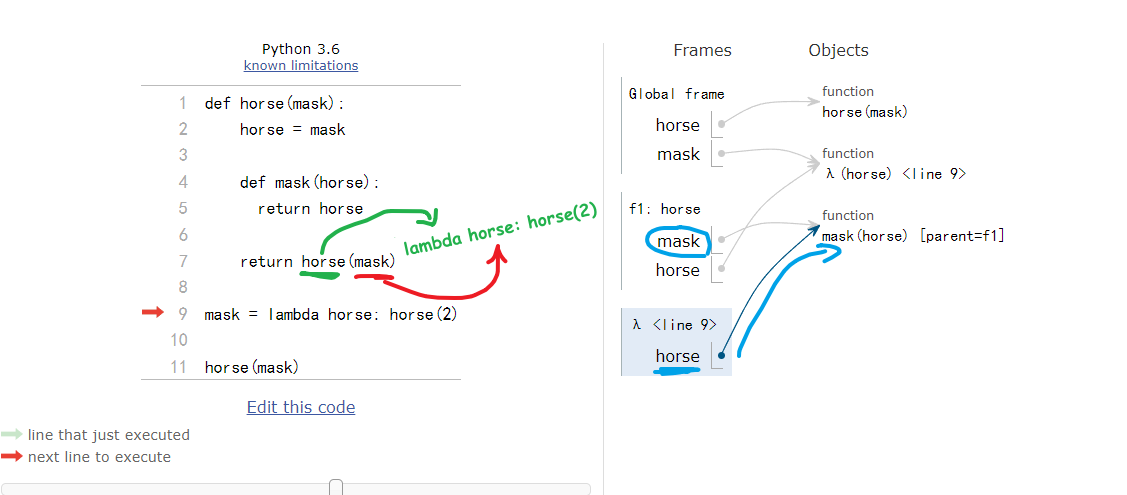 Python 3.6
known limitations
1 def horse(mask):
2 horse = mask
3
4 def mask(horse):
5 return horse
6
7 return horse(mask)
8
9 mask = lambda horse: horse(2)
10
11 horse(mask)
lambda horse: horse(2)
Edit this code
line that just executed
next line to execute
Frames Objects
Global frame
horse
mask
function
horse(mask)
function
λ(horse) <line 9>
f1: horse
mask
horse
function
mask(horse) [parent=f1]
λ <line 9>
horse